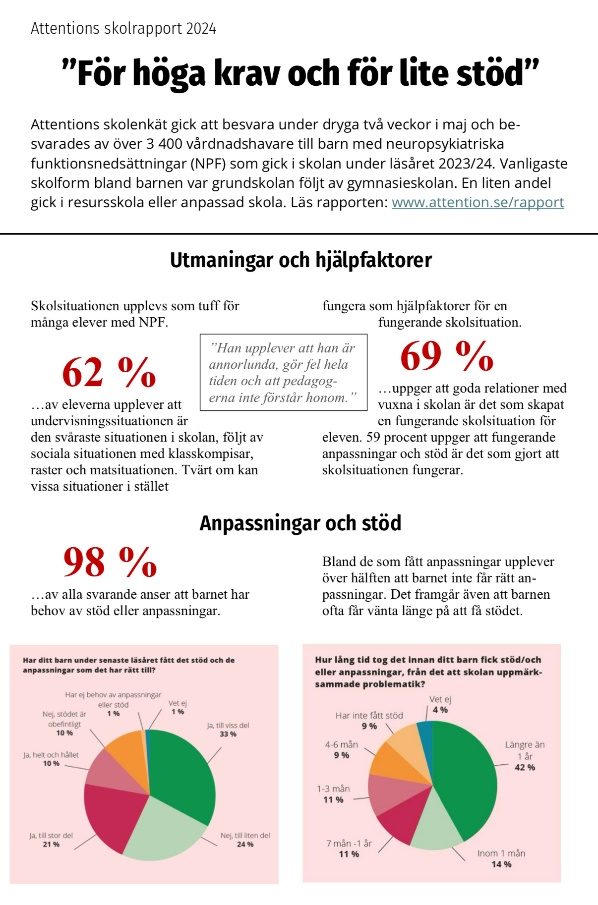 Attentions skolrapport 2024
”För höga krav och för lite stöd”
Attentions skolenkät gick att besvara under dryga två veckor i maj och be-
svarades av över 3 400 vårdnadshavare till barn med neuropsykiatriska
funktionsnedsättningar (NPF) som gick i skolan under läsåret 2023/24. Vanligaste
skolform bland barnen var grundskolan följt av gymnasieskolan. En liten andel
gick i resursskola eller anpassad skola. Läs rapporten: www.attention.se/rapport
Utmaningar och hjälpfaktorer
Skolsituationen upplevs som tuff för
många elever med NPF.
62 %
…av eleverna upplever att
undervisningssituationen är
den svåraste situationen i skolan, följt av
sociala situationen med klasskompisar,
raster och matsituationen. Tvärt om kan
vissa situationer i stället
”Han upplever att han är
annorlunda, gör fel hela
tiden och att pedagog-
erna inte förstår honom.”
fungera som hjälpfaktorer för en
fungerande skolsituation.
69 %
…uppger att goda relationer med
vuxna i skolan är det som skapat
en fungerande skolsituation för
eleven. 59 procent uppger att fungerande
anpassningar och stöd är det som gjort att
skolsituationen fungerar.
Anpassningar och stöd
98 %
…av alla svarande anser att barnet har
behov av stöd eller anpassningar.
Bland de som fått anpassningar upplever
över hälften att barnet inte får rätt an-
passningar. Det framgår även att barnen
ofta får vänta länge på att få stödet.
Har ditt barn under senaste läsåret fått det stöd och de
anpassningar som det har rätt till?
Har ej behov av anpassningar
eller stöd
1 %
Vet ej
1 %
Nej, stödet är
obefintligt
10 %
Ja, till viss del
33 %
Ja, helt och hållet
10 %
Ja, till stor del
21 %
Nej, till liten del
24 %
Hur lång tid tog det innan ditt barn fick stöd/och
eller anpassningar, från det att skolan uppmärk-
sammade problematik?
Vet ej
4 %
Har inte fått stöd
9 %
4-6 mån
9 %
Längre än
1 år
42 %
1-3 mån
11 %
7 mån -1 år
11 %
Inom 1 mån
14 %